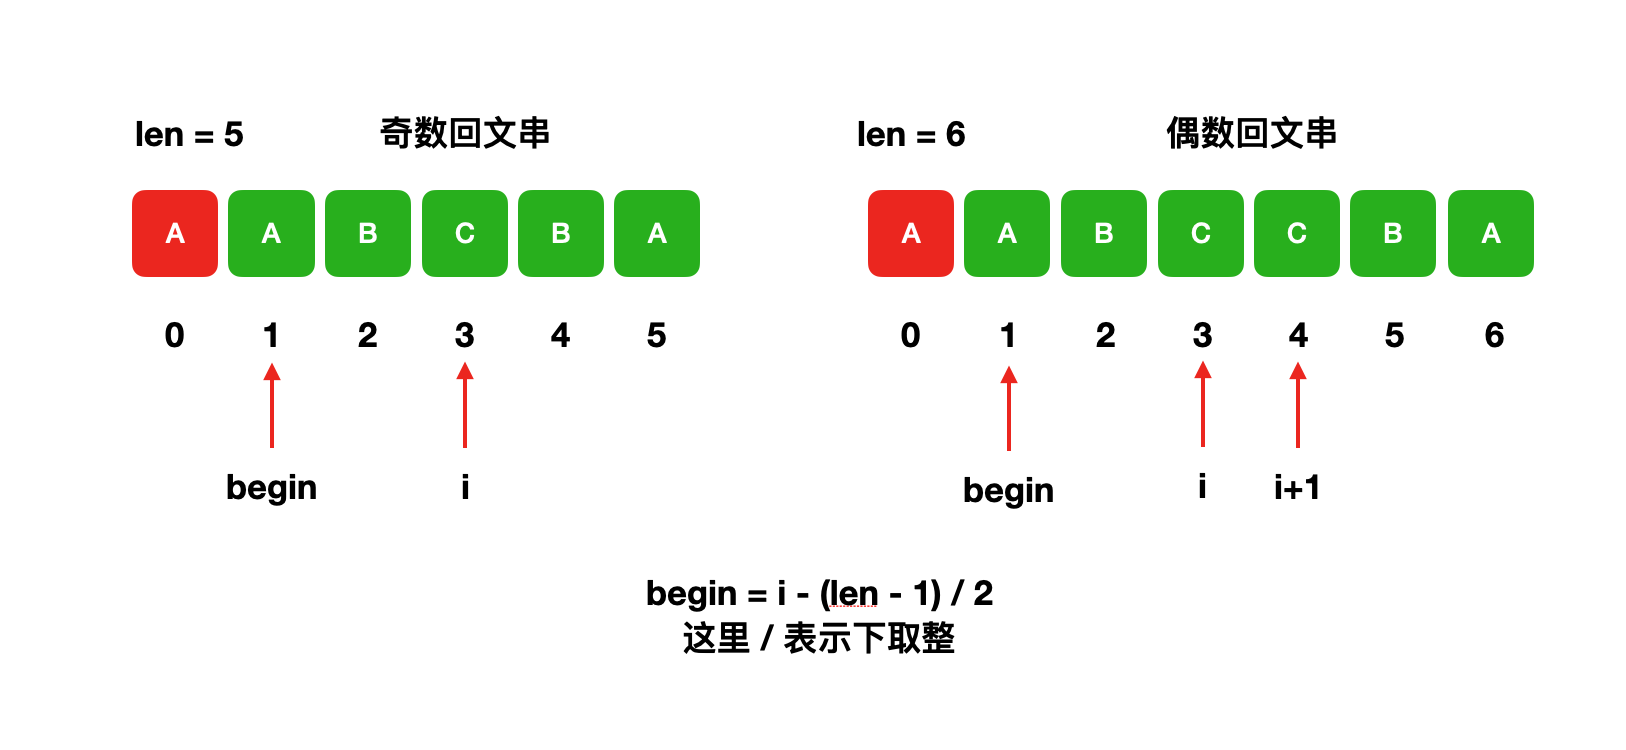 len = 5 奇数回文串
A A B C B A
0 1 2 3 4 5
begin i
len = 6 偶数回文串
A A B C C B A
0 1 2 3 4 5 6
begin i i+1
begin = i - (len - 1) / 2
这里 / 表示下取整